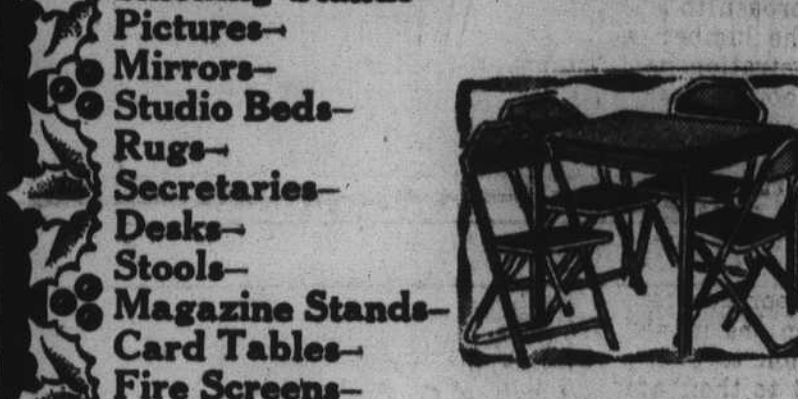 Pictures—
Mirrors—
Studio Beds—
Rugs—
Secretaries—
Desks—
Stools—
Magazine Stands—
Card Tables—
Fire Screens—